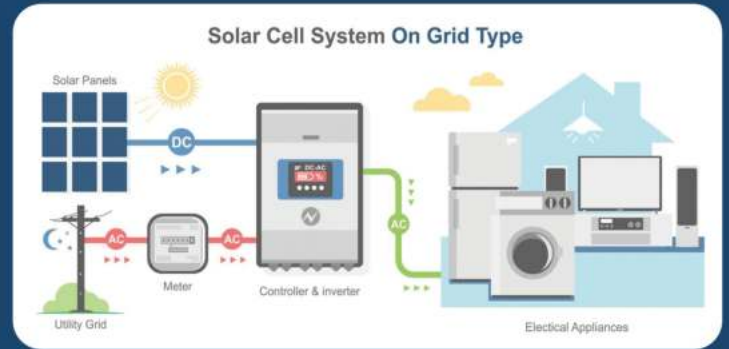 Solar Cell System On Grid Type
Solar Panels
DC
DC-AC
%
AC
AC
AC
Meter
Controller & inverter
Utility Grid
Electical Appliances